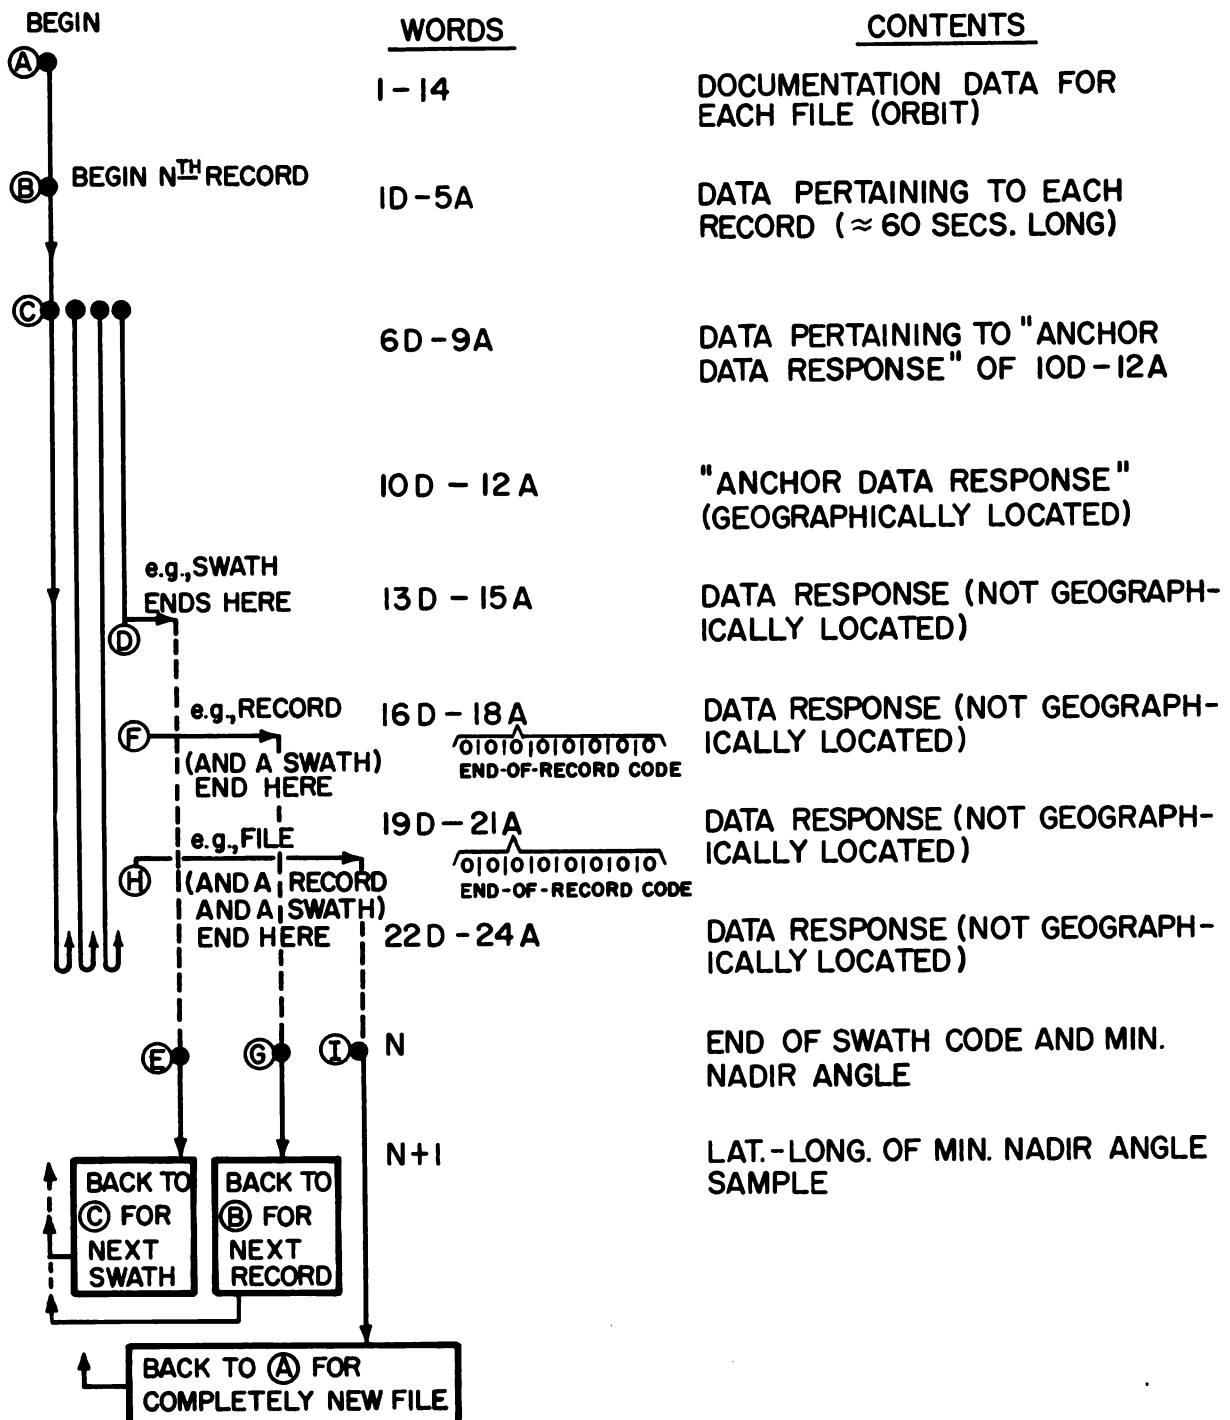 BEGIN
WORDS
CONTENTS
Ⓐ
1-14
DOCUMENTATION DATA FOR
EACH FILE (ORBIT)
Ⓑ BEGIN NTH RECORD
1D-5A
DATA PERTAINING TO EACH
RECORD (≈60 SECS. LONG)
Ⓒ
6D-9A
DATA PERTAINING TO "ANCHOR
DATA RESPONSE" OF 10D-12A
10D-12A
"ANCHOR DATA RESPONSE"
(GEOGRAPHICALLY LOCATED)
e.g., SWATH
ENDS HERE
Ⓓ
13D-15A
DATA RESPONSE (NOT GEOGRAPH-
ICALLY LOCATED)
Ⓕ
e.g., RECORD
(AND A SWATH)
END HERE
16D-18A
010101010101010
END-OF-RECORD CODE
DATA RESPONSE (NOT GEOGRAPH-
ICALLY LOCATED)
Ⓗ
e.g., FILE
(AND A RECORD
AND A SWATH)
END HERE
19D-21A
010101010101010
END-OF-RECORD CODE
DATA RESPONSE (NOT GEOGRAPH-
ICALLY LOCATED)
22D-24A
DATA RESPONSE (NOT GEOGRAPH-
ICALLY LOCATED)
Ⓔ
Ⓖ
Ⓘ
N
END OF SWATH CODE AND MIN.
NADIR ANGLE
N+1
LAT.-LONG. OF MIN. NADIR ANGLE
SAMPLE
BACK TO
Ⓒ FOR
NEXT
SWATH
BACK TO
Ⓑ FOR
NEXT
RECORD
BACK TO Ⓐ FOR
COMPLETELY NEW FILE